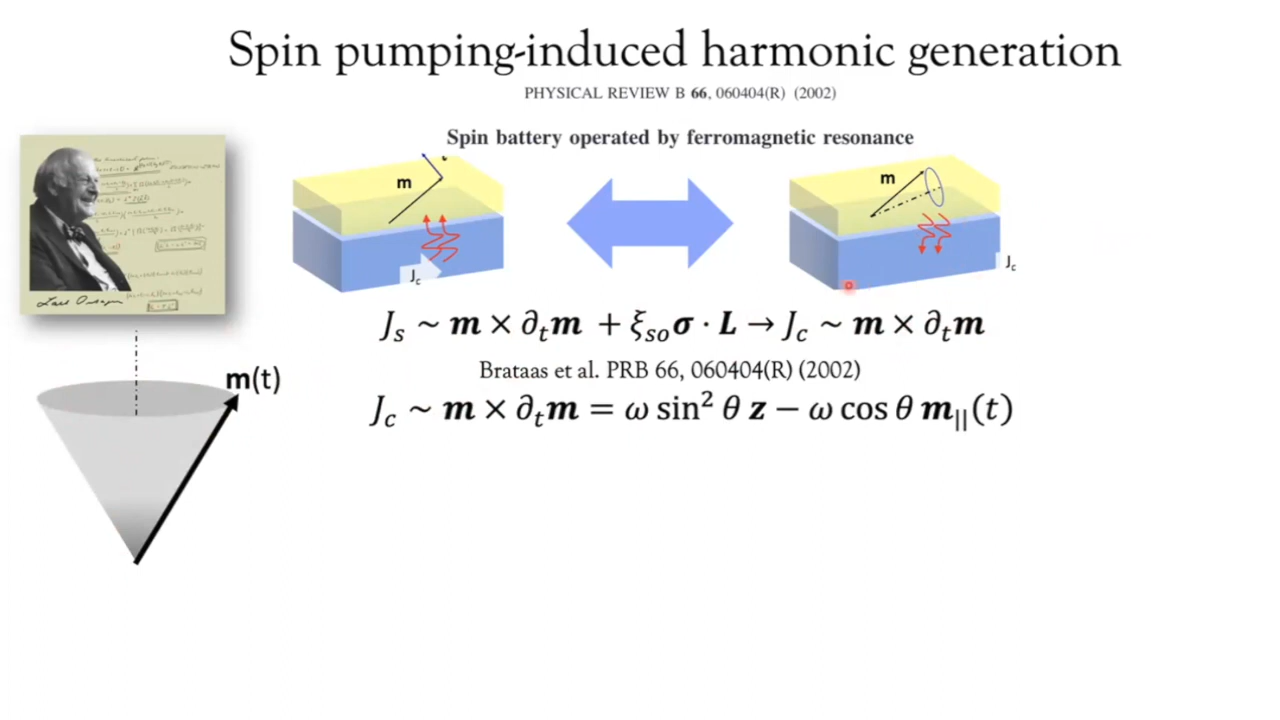 Spin pumping-induced harmonic generation
PHYSICAL REVIEW B 66, 060404(R) (2002)
Spin battery operated by ferromagnetic resonance
m
J_c
m
J_c
J_s ~ m × ∂_t m + ξ_so σ · L → J_c ~ m × ∂_t m
Brataas et al. PRB 66, 060404(R) (2002)
J_c ~ m × ∂_t m = ω sin² θ z − ω cos θ m_||(t)
m(t)